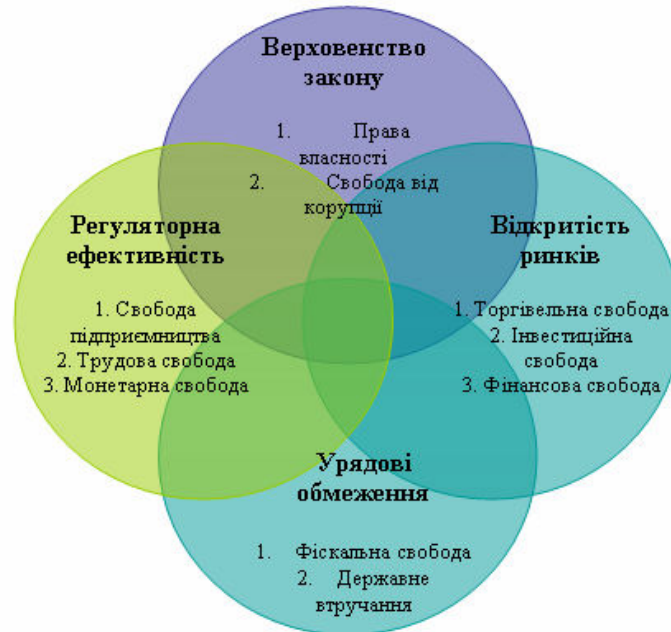 Верховенство
закону
1. Права
власності
2. Свобода від
корупції
Регуляторна
ефективність
1. Свобода
підприємництва
2. Трудова свобода
3. Монетарна свобода
Відкритість
ринків
1. Торгівельна свобода
2. Інвестиційна
свобода
3. Фінансова свобода
Урядові
обмеження
1. Фіскальна свобода
2. Державне
втручання